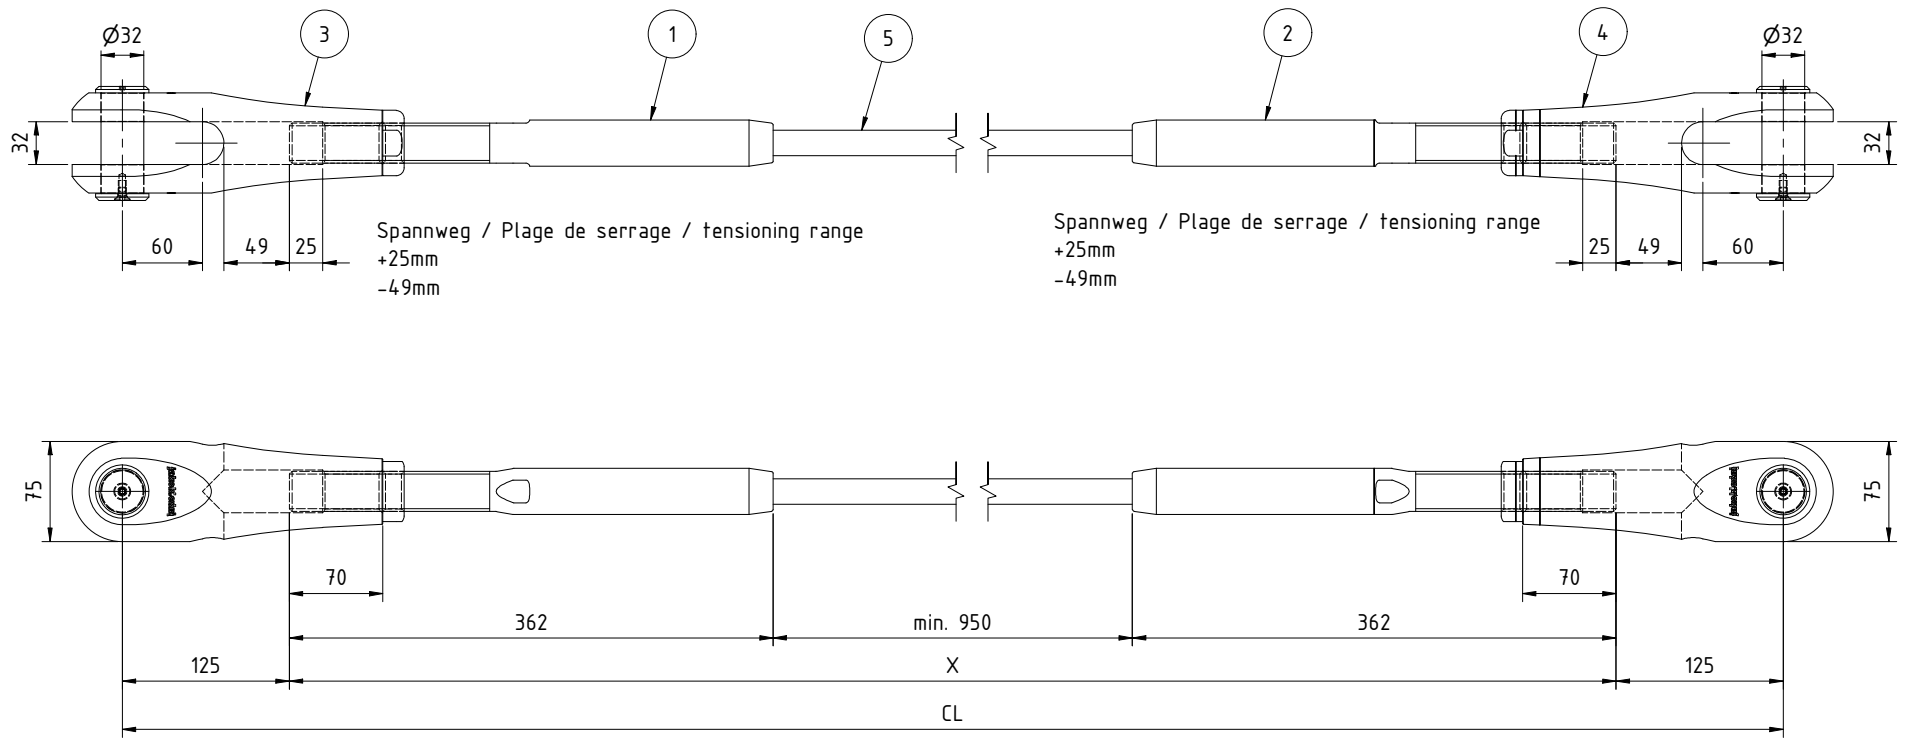 Ø32
3
1
5
2
4
Ø32
32
32
60
49
25
Spannweg / Plage de serrage / tensioning range
+25mm
-49mm
Spannweg / Plage de serrage / tensioning range
+25mm
-49mm
25
49
60
75
75
70
70
362
min. 950
362
125
X
125
CL